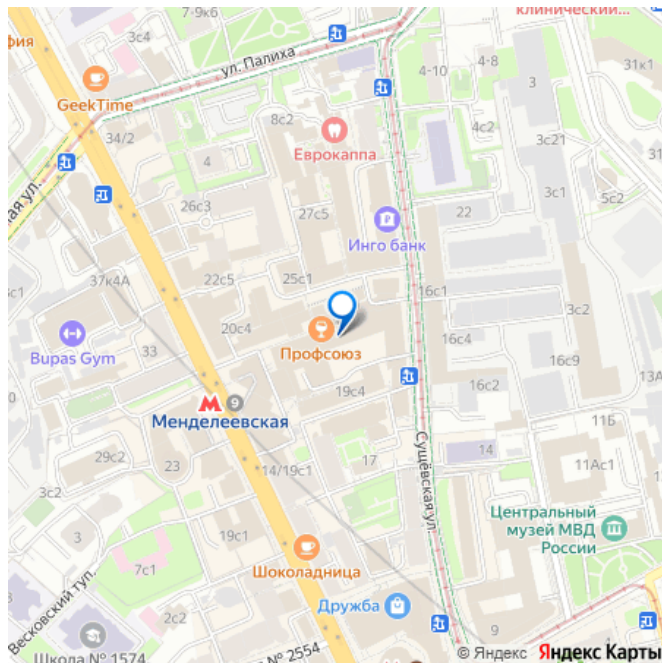 7-9к6
клинический...
3с4
фия
ул. Палиха
4-10
4-8
31к1
3
GeekTime
8с2
34/2
Еврокаппа
4с2
3с21
4
ная ул.
5с2
3с1
26с3
27с5
22
Инго банк
37к4А
22с5
25с1
3с1
16с1
3с2
20с4
33
Bupas Gym
Профсоюз
16с4
16с9
13А
19с4
16с2
9
Менделеевская
11Б
29с2
23
14/19с1
17
Сущёвская ул.
14
11Ас1
3с2
3
19с1
Центральный
музей МВД
России
7с1
Шоколадница
Весковский туп.
2с2
Дружба
9
Школа № 1574
№ 2554
© Яндекс Яндекс Карты